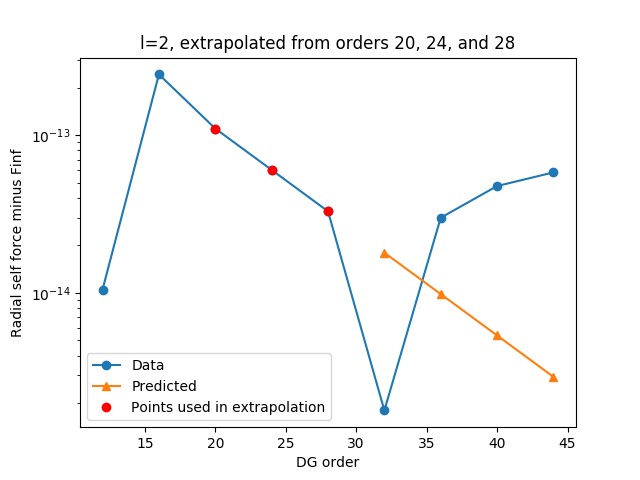 l=2, extrapolated from orders 20, 24, and 28
Radial self force minus Finf
10⁻¹³
10⁻¹⁴
Data
Predicted
Points used in extrapolation
15 20 25 30 35 40 45
DG order